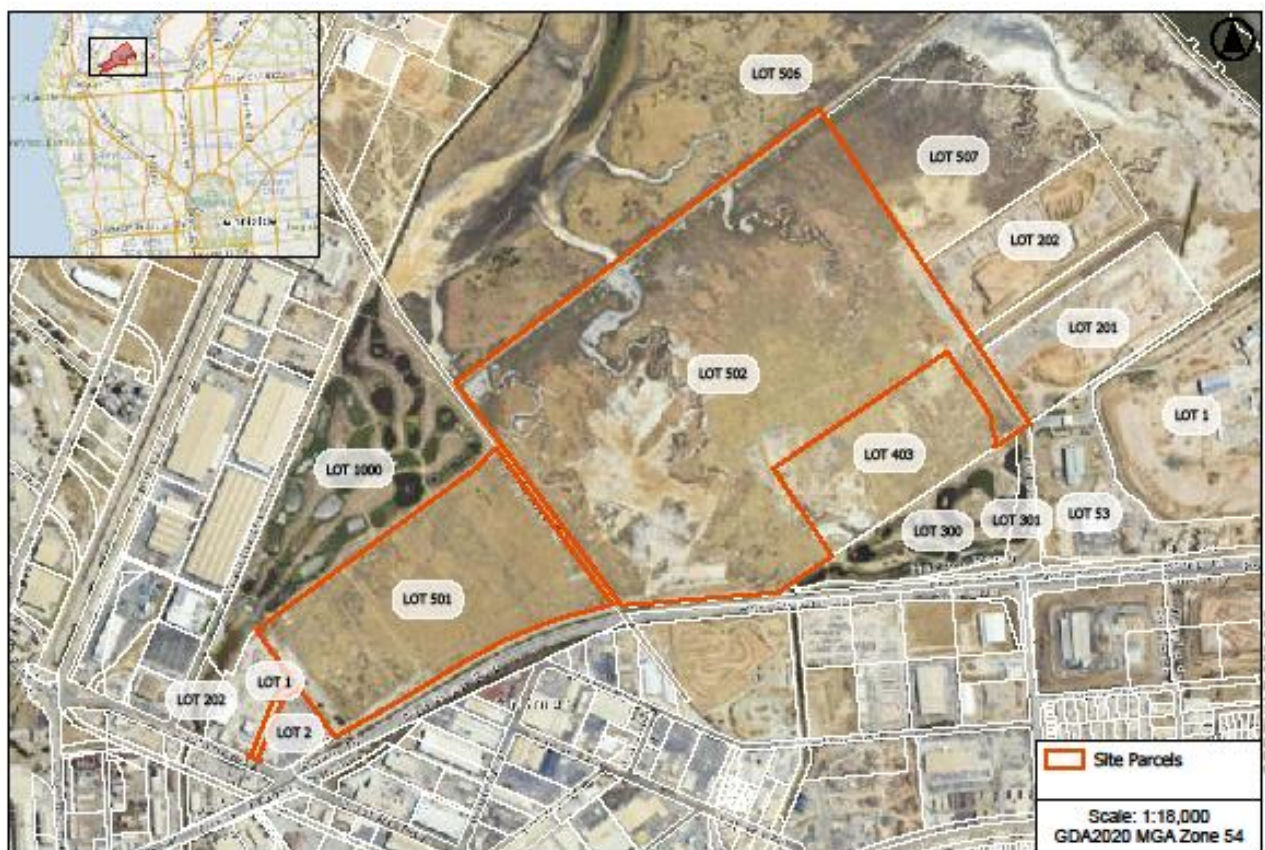 LOT 506
LOT 507
LOT 202
LOT 201
LOT 502
LOT 1
LOT 403
LOT 1000
LOT 300
LOT 301
LOT 53
LOT 501
LOT 1
LOT 202
LOT 2
Site Parcels
Scale: 1:18,000
GDA2020 MGA Zone 54